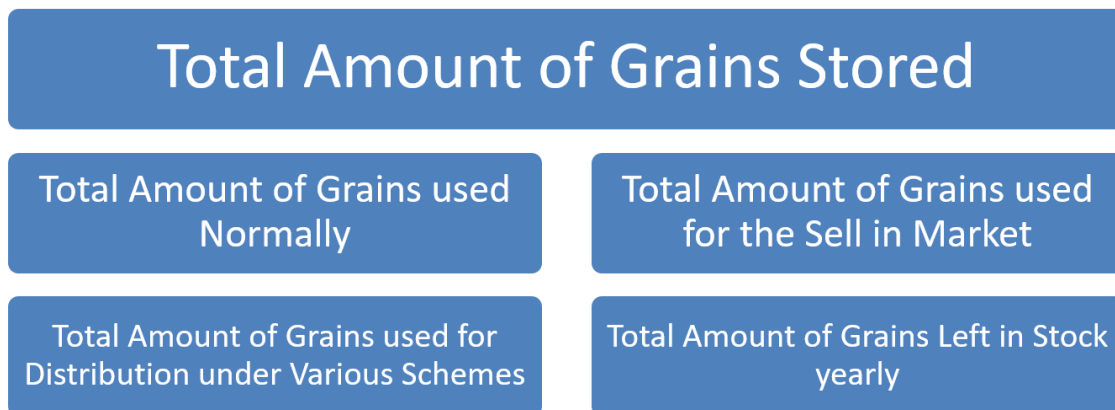 Total Amount of Grains Stored
Total Amount of Grains used
Normally
Total Amount of Grains used
for the Sell in Market
Total Amount of Grains used for
Distribution under Various Schemes
Total Amount of Grains Left in Stock
yearly